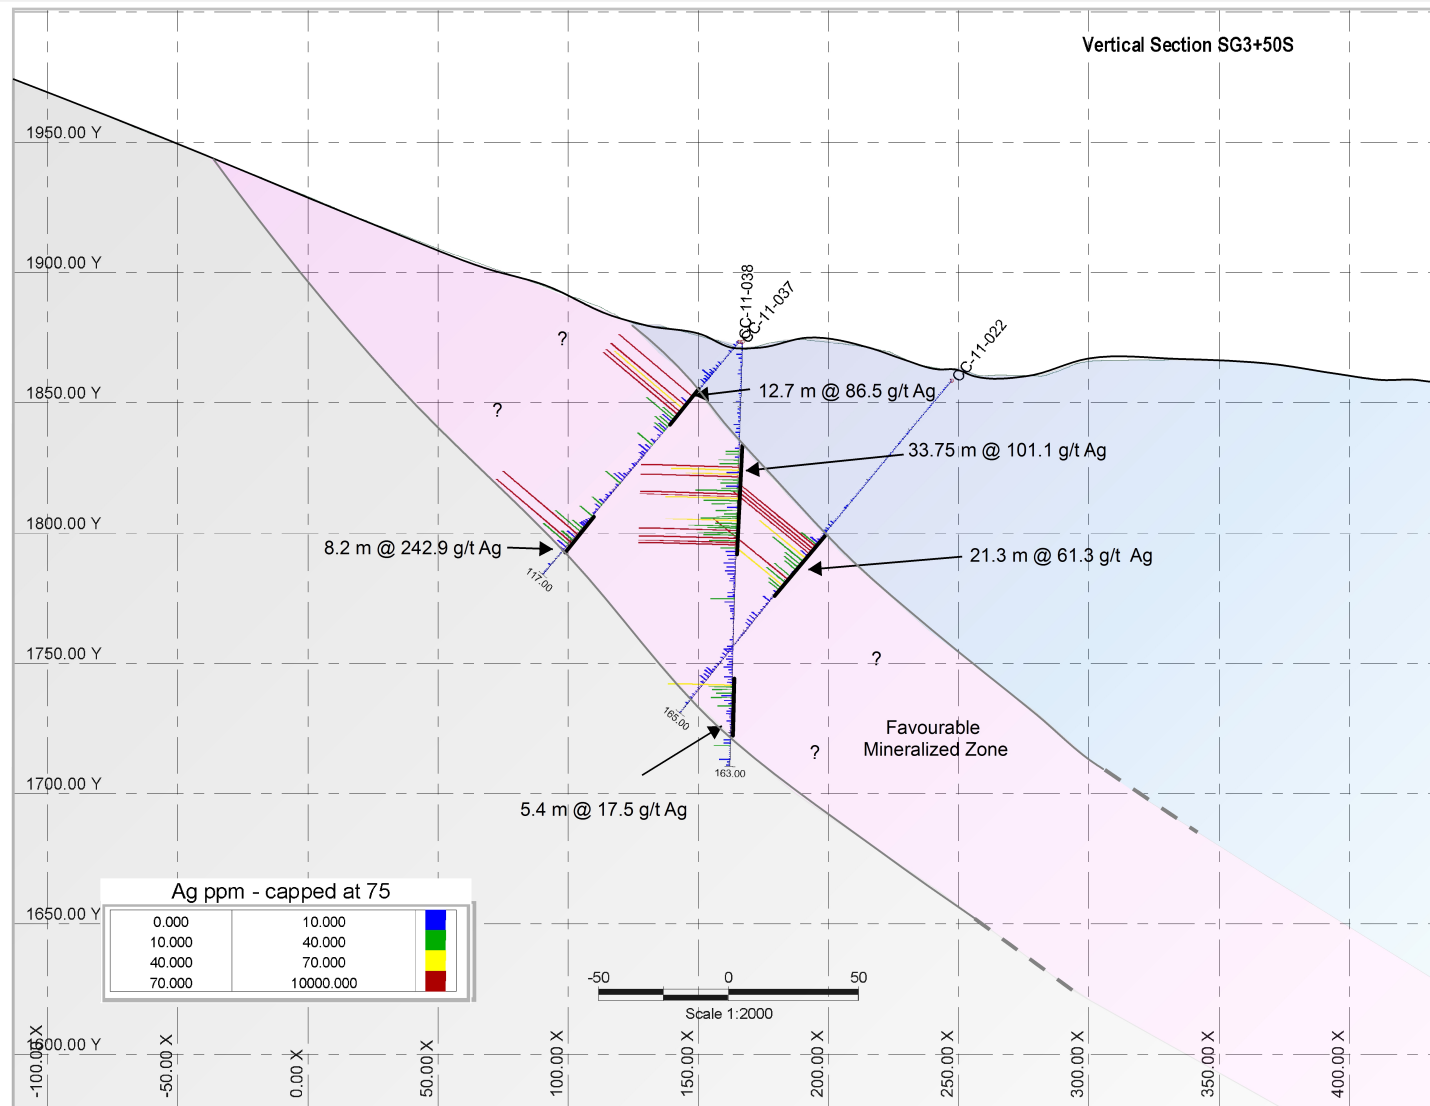 Vertical Section SG3+50S
1950.00 Y
1900.00 Y
1850.00 Y
1800.00 Y
1750.00 Y
1700.00 Y
1650.00 Y
1600.00 Y
OC-11-038
OC-11-037
OC-11-022
?
?
12.7 m @ 86.5 g/t Ag
33.75 m @ 101.1 g/t Ag
8.2 m @ 242.9 g/t Ag
21.3 m @ 61.3 g/t Ag
117.00
?
165.00
Favourable
Mineralized Zone
?
163.00
5.4 m @ 17.5 g/t Ag
Ag ppm - capped at 75
0.000 10.000
10.000 40.000
40.000 70.000
70.000 10000.000
-50 0 50
Scale 1:2000
-100.00 X
-50.00 X
0.00 X
50.00 X
100.00 X
150.00 X
200.00 X
250.00 X
300.00 X
350.00 X
400.00 X